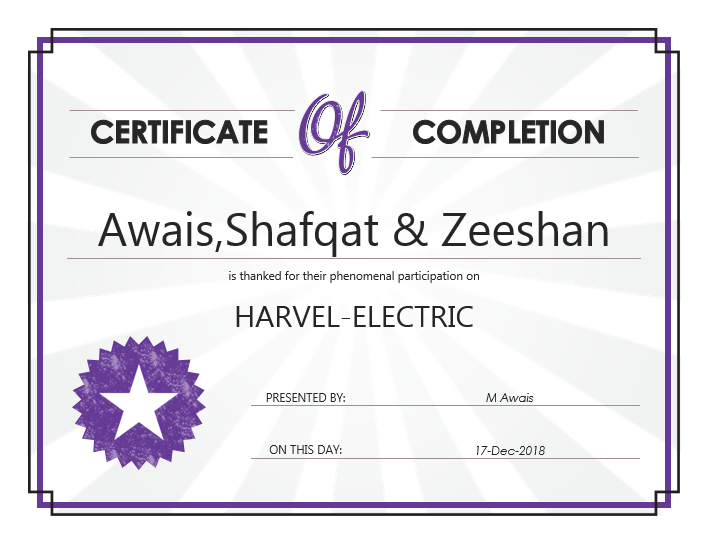 CERTIFICATE Of COMPLETION
Awais,Shafqat & Zeeshan
is thanked for their phenomenal participation on
HARVEL-ELECTRIC
PRESENTED BY: M Awais
ON THIS DAY: 17-Dec-2018